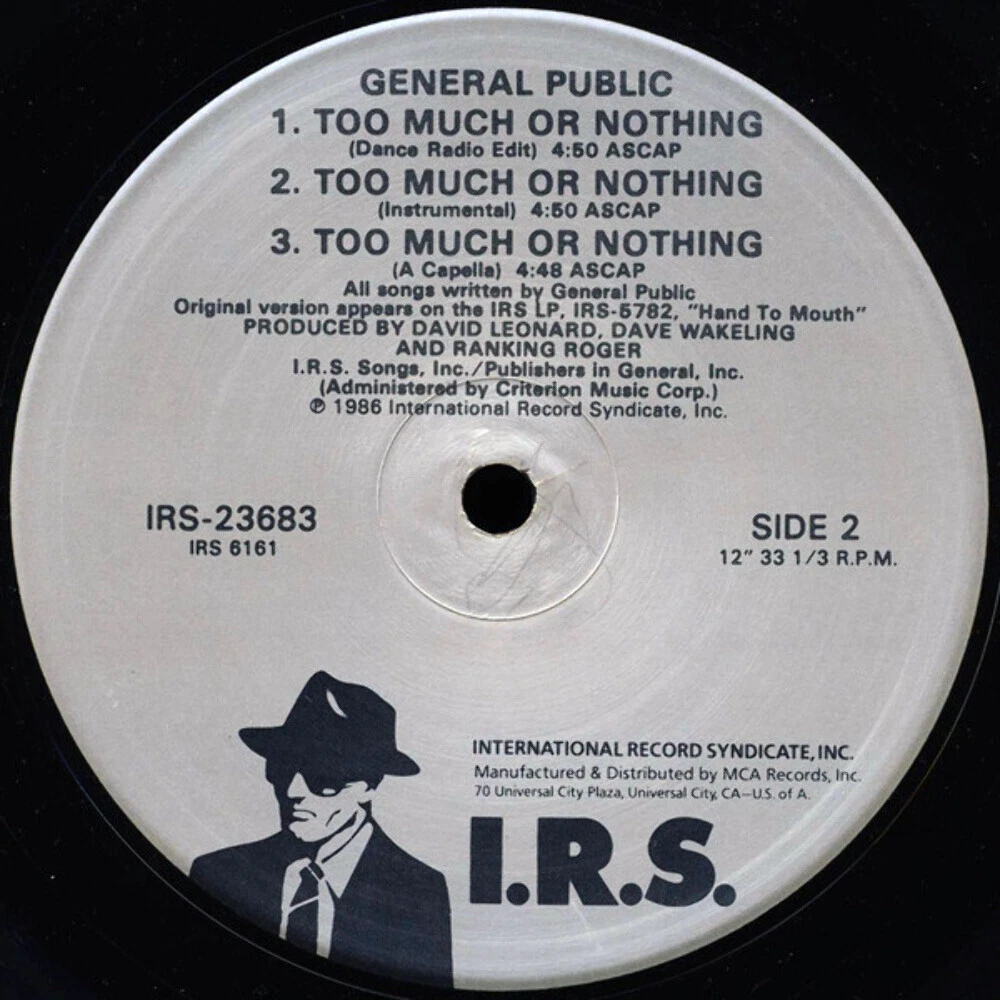 GENERAL PUBLIC
1. TOO MUCH OR NOTHING
(Dance Radio Edit) 4:50 ASCAP
2. TOO MUCH OR NOTHING
(Instrumental) 4:50 ASCAP
3. TOO MUCH OR NOTHING
(A Capella) 4:48 ASCAP
All songs written by General Public
Original version appears on the IRS LP, IRS-5782, "Hand To Mouth"
PRODUCED BY DAVID LEONARD, DAVE WAKELING
AND RANKING ROGER
I.R.S. Songs, Inc./Publishers in General, Inc.
(Administered by Criterion Music Corp.)
℗ 1986 International Record Syndicate, Inc.
IRS-23683
IRS 6161
SIDE 2
12" 33 1/3 R.P.M.
INTERNATIONAL RECORD SYNDICATE, INC.
Manufactured & Distributed by MCA Records, Inc.
70 Universal City Plaza, Universal City, CA—U.S. of A.
I.R.S.